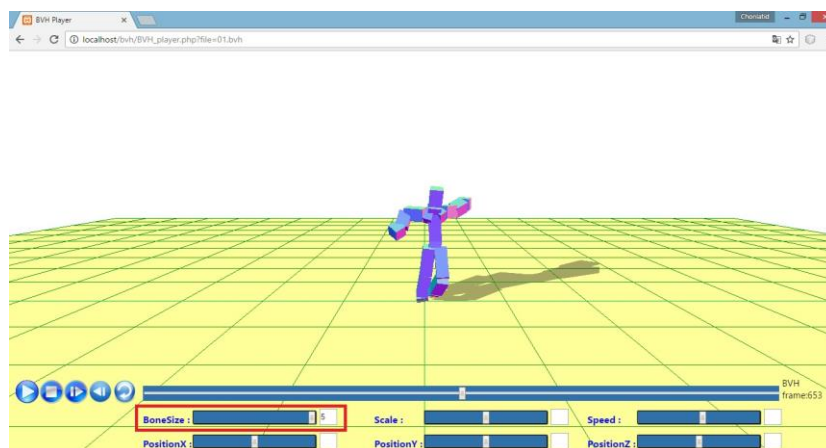 BVH Player
Choniatid
localhost/bvh/BVH_player.php?file=01.bvh
BVH
frame:653
BoneSize : 5
Scale :
Speed :
PositionX :
PositionY :
PositionZ :